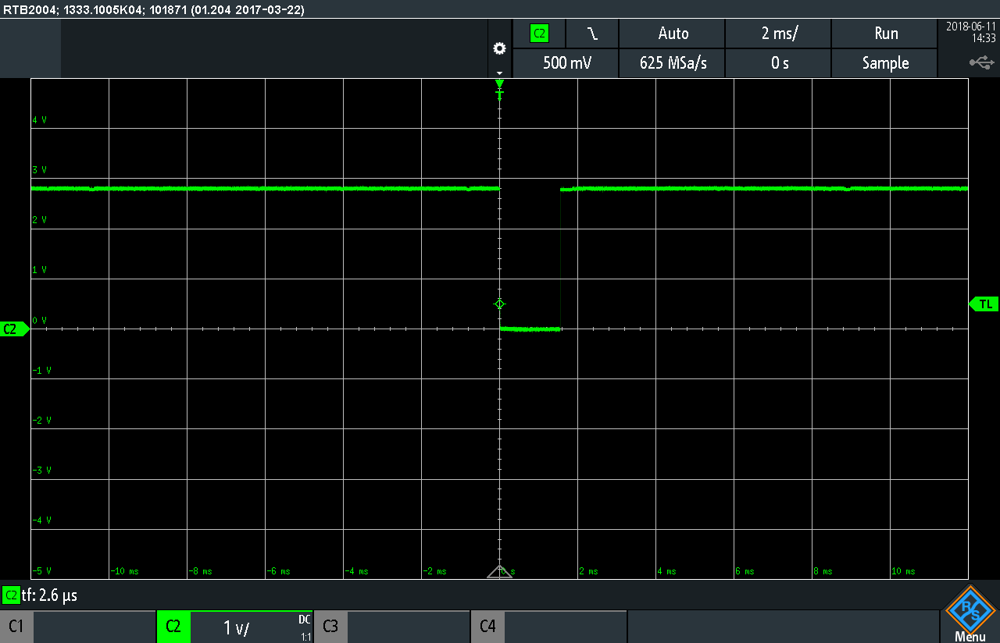 RTB2004; 1333.1005K04; 101871 (01.204 2017-03-22)
C2 Auto 2 ms/ Run 2018-06-11
14:33
500 mV 625 MSa/s 0 s Sample
T
4 V
3 V
2 V
1 V
TL
0 V
C2
-1 V
-2 V
-3 V
-4 V
-5 V -10 ms -8 ms -6 ms -4 ms -2 ms 0 s 2 ms 4 ms 6 ms 8 ms 10 ms
C2 tf: 2.6 µs
C1 C2 1 V/ DC 1:1 C3 C4
R S
Menu